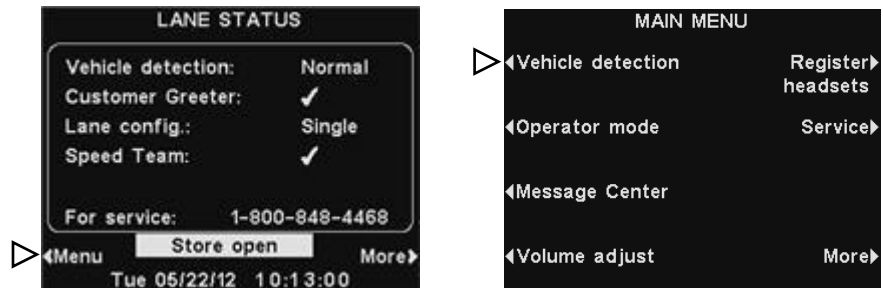 LANE STATUS
Vehicle detection: Normal
Customer Greeter: ✓
Lane config.: Single
Speed Team: ✓
For service: 1-800-848-4468
Menu Store open More
Tue 05/22/12 10:13:00
MAIN MENU
Vehicle detection Register
headsets
Operator mode Service
Message Center
Volume adjust More